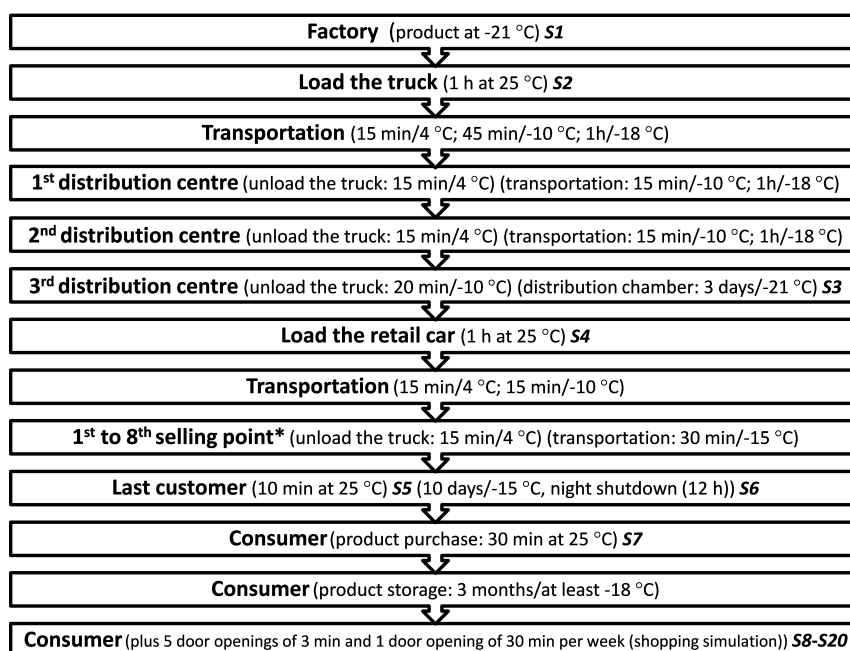 Factory (product at -21 °C) S1
Load the truck (1 h at 25 °C) S2
Transportation (15 min/4 °C; 45 min/-10 °C; 1h/-18 °C)
1st distribution centre (unload the truck: 15 min/4 °C) (transportation: 15 min/-10 °C; 1h/-18 °C)
2nd distribution centre (unload the truck: 15 min/4 °C) (transportation: 15 min/-10 °C; 1h/-18 °C)
3rd distribution centre (unload the truck: 20 min/-10 °C) (distribution chamber: 3 days/-21 °C) S3
Load the retail car (1 h at 25 °C) S4
Transportation (15 min/4 °C; 15 min/-10 °C)
1st to 8th selling point* (unload the truck: 15 min/4 °C) (transportation: 30 min/-15 °C)
Last customer (10 min at 25 °C) S5 (10 days/-15 °C, night shutdown (12 h)) S6
Consumer (product purchase: 30 min at 25 °C) S7
Consumer (product storage: 3 months/at least -18 °C)
Consumer (plus 5 door openings of 3 min and 1 door opening of 30 min per week (shopping simulation)) S8-S20